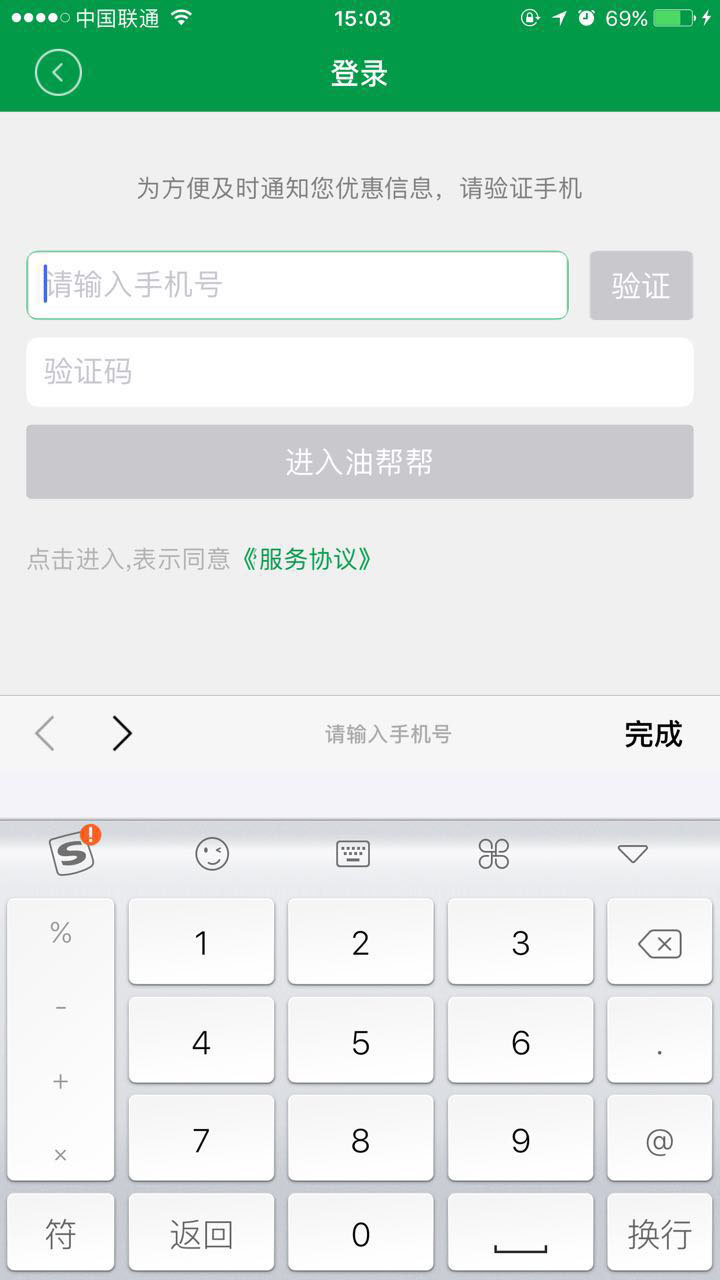 中国联通 15:03 69%
登录
为方便及时通知您优惠信息，请验证手机
请输入手机号 验证
验证码
进入油帮帮
点击进入,表示同意《服务协议》
请输入手机号 完成
S !
% 1 2 3
- 4 5 6 .
+ 7 8 9 @
×
符 返回 0 换行